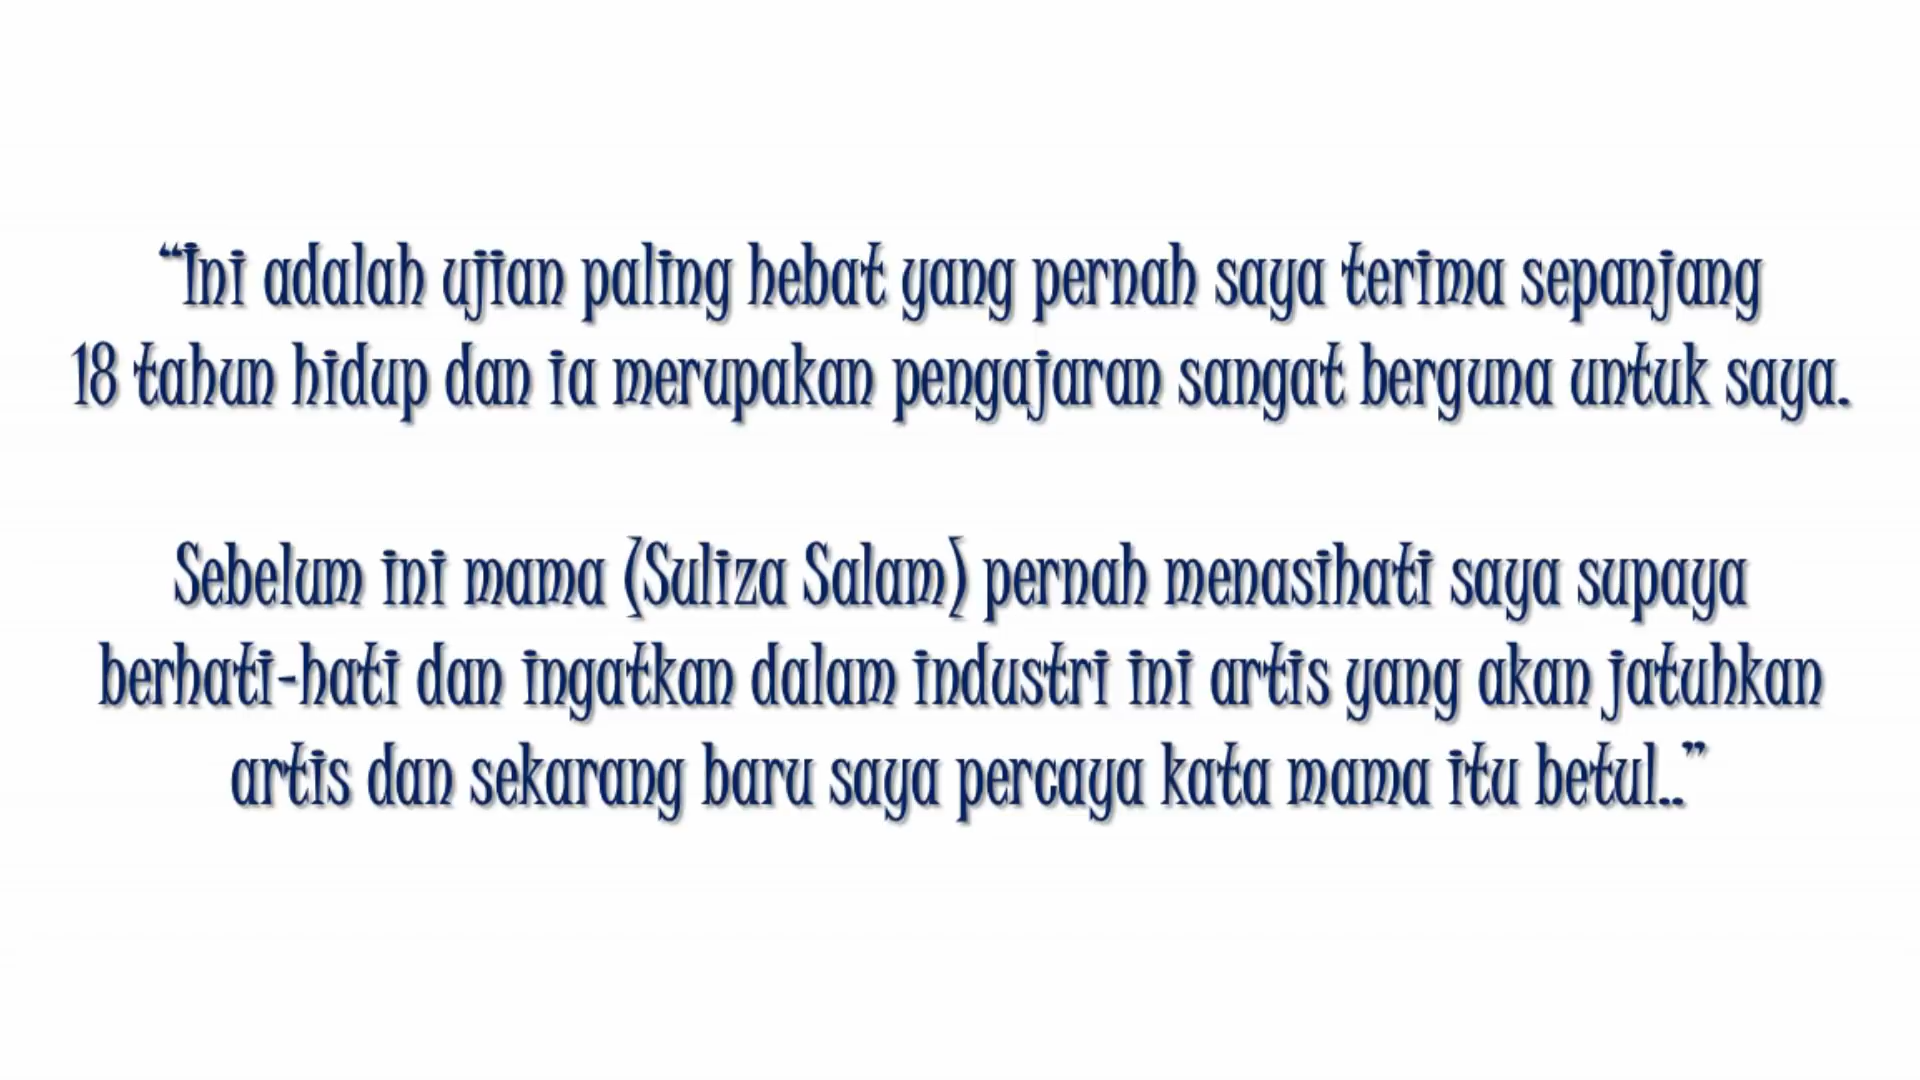 “Ini adalah ujian paling hebat yang pernah saya terima sepanjang
18 tahun hidup dan ia merupakan pengajaran sangat berguna untuk saya.
Sebelum ini mama (Suliza Salam) pernah menasihati saya supaya
berhati-hati dan ingatkan dalam industri ini artis yang akan jatuhkan
artis dan sekarang baru saya percaya kata mama itu betul..”